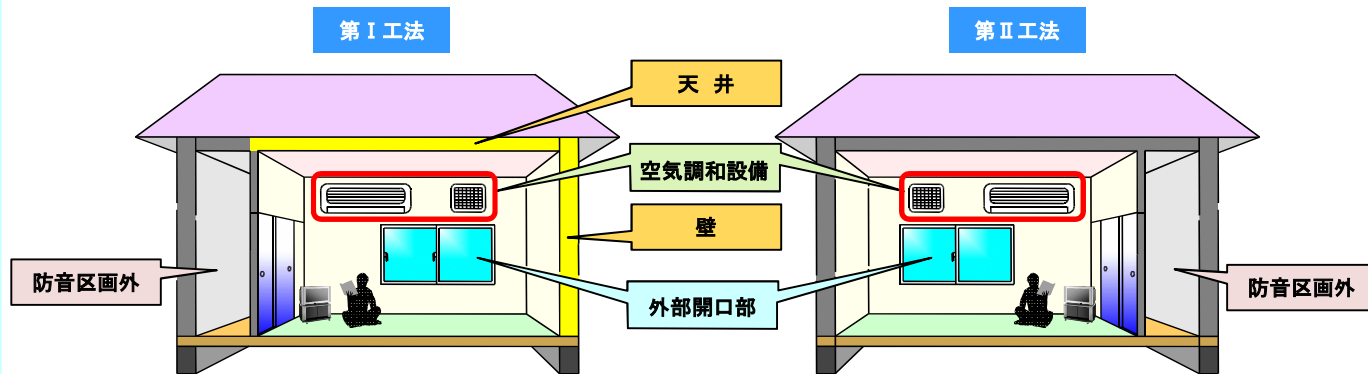 第Ⅰ工法
第Ⅱ工法
天 井
空気調和設備
壁
防音区画外
外部開口部
防音区画外